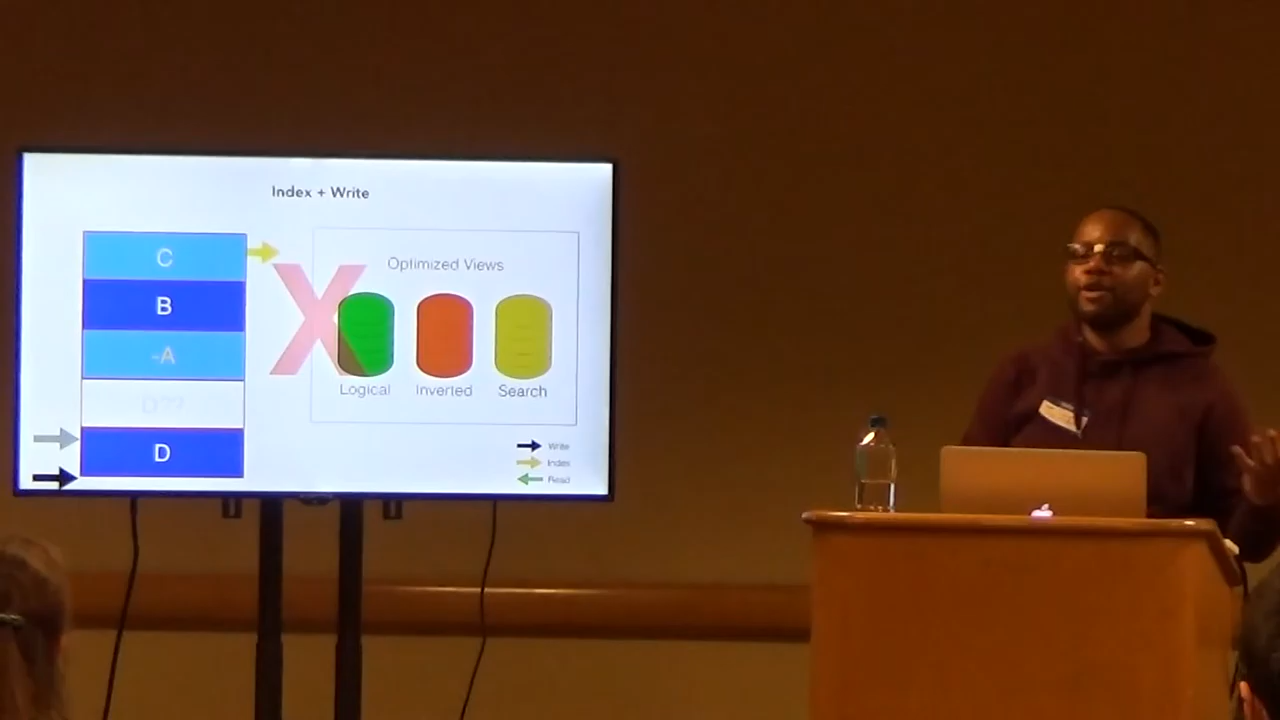 Index + Write
C
B
-A
D??
D
Optimized Views
Logical
Inverted
Search
Write
Index
Read